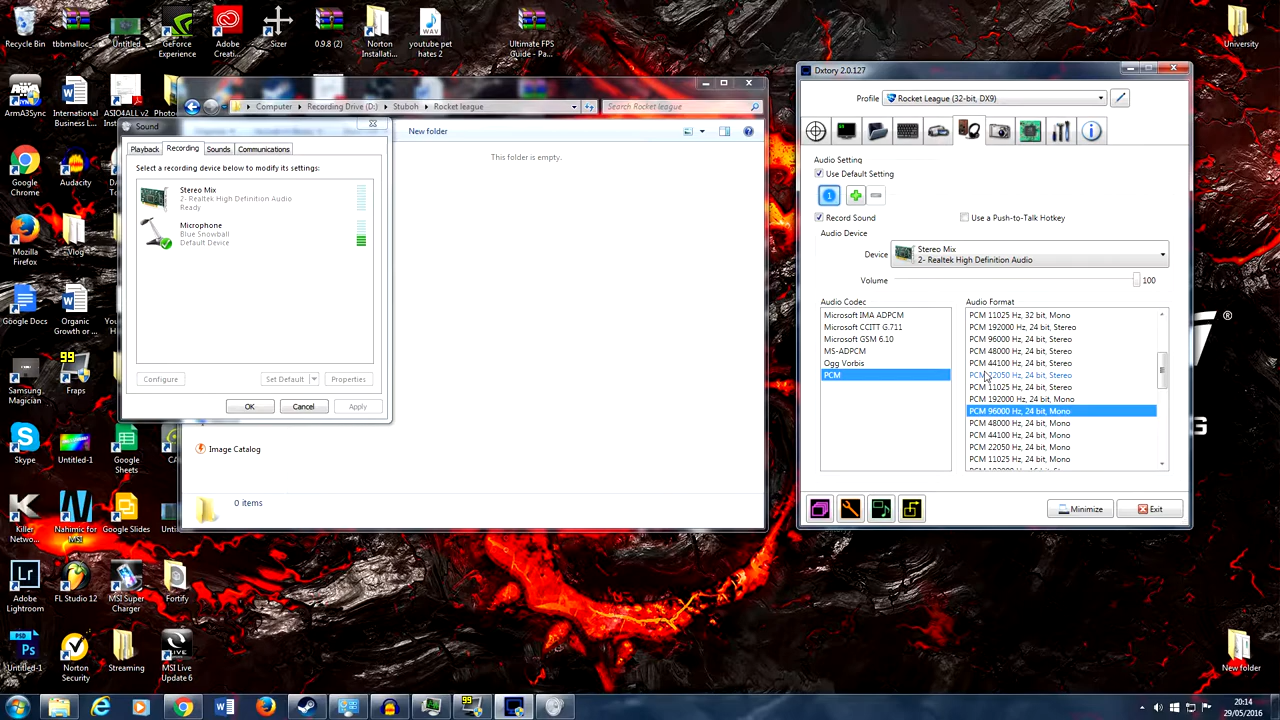 Recycle Bin
tbbmalloc_
Untitled
GeForce
Experience
Adobe
Creati...
Sizer
0.9.8 (2)
Norton
Installati...
youtube pet
hates 2
Ultimate FPS
Guide - Pa...
University
ArmA3Sync
International
Business L...
ASIO4ALL v2
Google
Chrome
Audacity
Mozilla
Firefox
Vlog
Google Docs
Organic
Growth or ...
Samsung
Magician
Fraps
Skype
Untitled-1
Google
Sheets
Killer
Netwo...
Nahimic for
MSI
Google Slides
Adobe
Lightroom
FL Studio 12
MSI Super
Charger
Fortify
Untitled-1
Norton
Security
Streaming
MSI Live
Update 6
New folder
Computer
Recording Drive (D:)
Stuboh
Rocket league
Search Rocket league
New folder
This folder is empty.
Image Catalog
0 items
Sound
Playback
Recording
Sounds
Communications
Select a recording device below to modify its settings:
Stereo Mix
2- Realtek High Definition Audio
Ready
Microphone
Blue Snowball
Default Device
Configure
Set Default
Properties
OK
Cancel
Apply
Dxtory 2.0.127
Profile
Rocket League (32-bit, DX9)
Audio Setting
Use Default Setting
1
Record Sound
Use a Push-to-Talk Hotkey
Audio Device
Device
Stereo Mix
2- Realtek High Definition Audio
Volume
100
Audio Codec
Microsoft IMA ADPCM
Microsoft CCITT G.711
Microsoft GSM 6.10
MS-ADPCM
Ogg Vorbis
PCM
Audio Format
PCM 11025 Hz, 32 bit, Mono
PCM 192000 Hz, 24 bit, Stereo
PCM 96000 Hz, 24 bit, Stereo
PCM 48000 Hz, 24 bit, Stereo
PCM 44100 Hz, 24 bit, Stereo
PCM 22050 Hz, 24 bit, Stereo
PCM 11025 Hz, 24 bit, Stereo
PCM 192000 Hz, 24 bit, Mono
PCM 96000 Hz, 24 bit, Mono
PCM 48000 Hz, 24 bit, Mono
PCM 44100 Hz, 24 bit, Mono
PCM 22050 Hz, 24 bit, Mono
PCM 11025 Hz, 24 bit, Mono
Minimize
Exit
99
99
20:14
29/05/2016